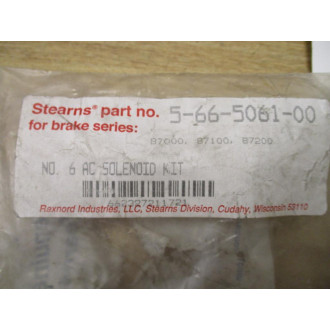 Stearns® part no. 5-66-5061-00
for brake series:
87000, 87100, 87200
NO. 6 AC SOLENOID KIT
Rexnord Industries, LLC, Stearns Division, Cudahy, Wisconsin 53110